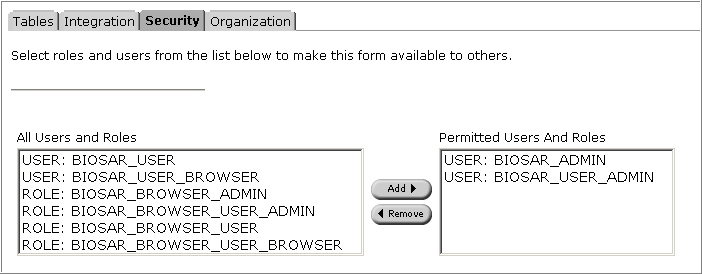 Tables Integration Security Organization
Select roles and users from the list below to make this form available to others.
All Users and Roles
USER: BIOSAR_USER
USER: BIOSAR_USER_BROWSER
ROLE: BIOSAR_BROWSER_ADMIN
ROLE: BIOSAR_BROWSER_USER_ADMIN
ROLE: BIOSAR_BROWSER_USER
ROLE: BIOSAR_BROWSER_USER_BROWSER
Add
Remove
Permitted Users And Roles
USER: BIOSAR_ADMIN
USER: BIOSAR_USER_ADMIN